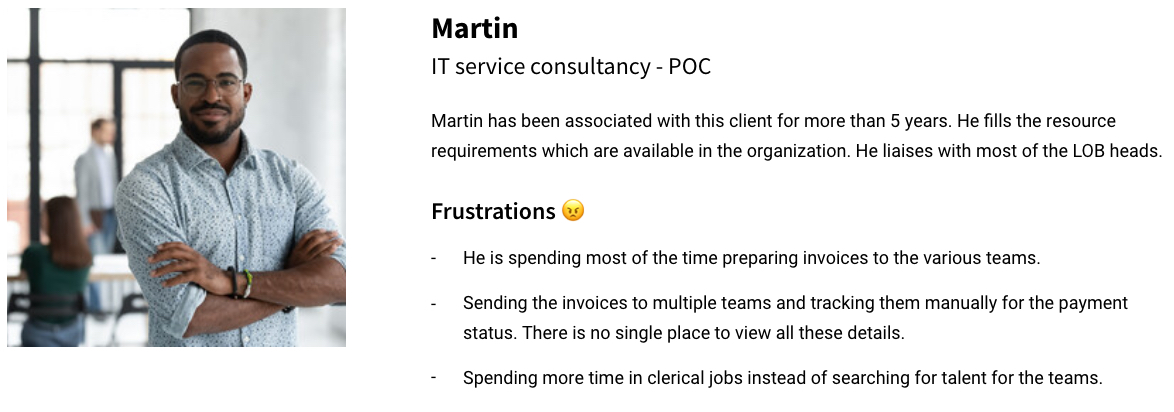 Martin
IT service consultancy - POC
Martin has been associated with this client for more than 5 years. He fills the resource
requirements which are available in the organization. He liaises with most of the LOB heads.
Frustrations 😠
- He is spending most of the time preparing invoices to the various teams.
- Sending the invoices to multiple teams and tracking them manually for the payment
status. There is no single place to view all these details.
- Spending more time in clerical jobs instead of searching for talent for the teams.